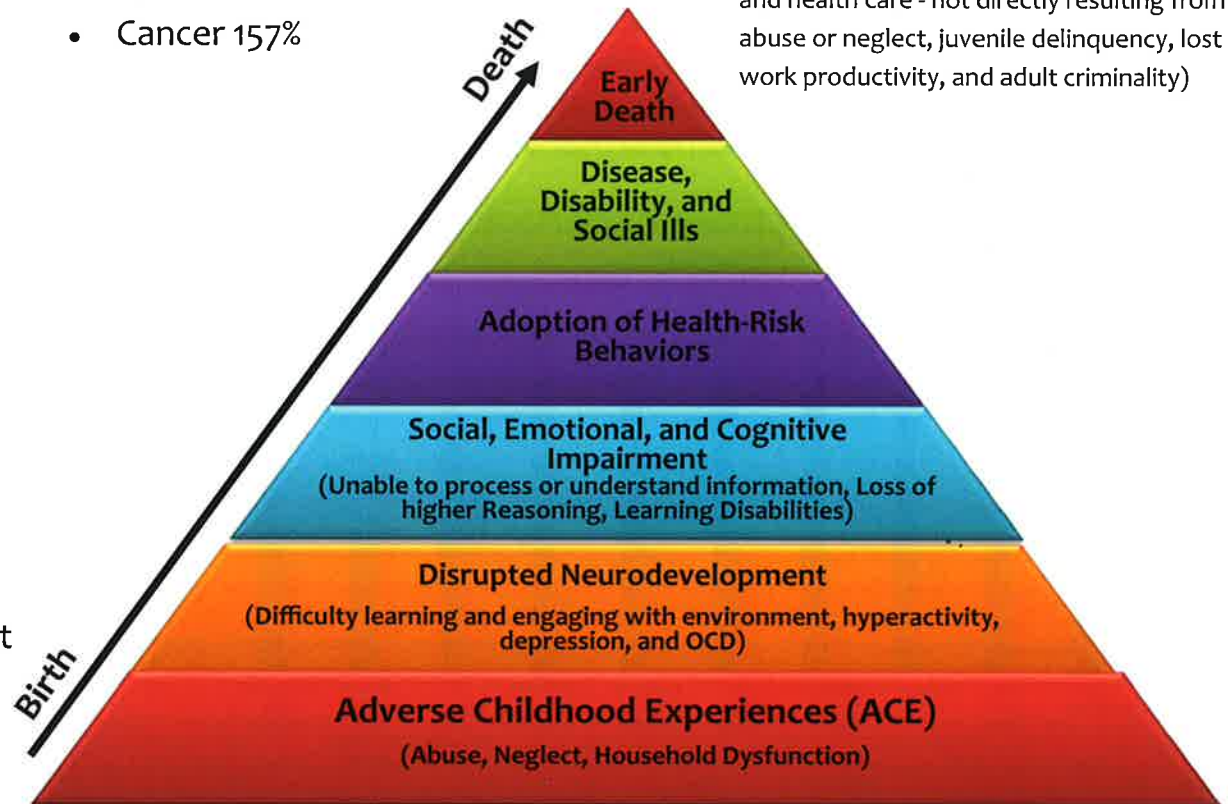 • Cancer 157%
and health care - not directly resulting from
abuse or neglect, juvenile delinquency, lost
work productivity, and adult criminality)
Death
Birth
Early
Death
Disease,
Disability, and
Social Ills
Adoption of Health-Risk
Behaviors
Social, Emotional, and Cognitive
Impairment
(Unable to process or understand information, Loss of
higher Reasoning, Learning Disabilities)
Disrupted Neurodevelopment
(Difficulty learning and engaging with environment, hyperactivity,
depression, and OCD)
Adverse Childhood Experiences (ACE)
(Abuse, Neglect, Household Dysfunction)